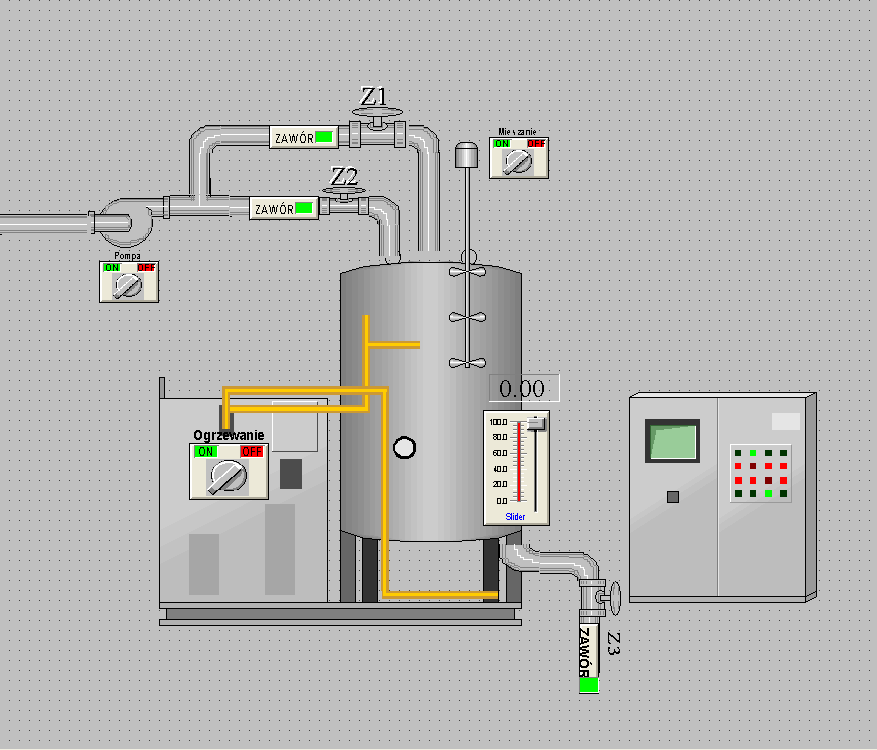 Z1
Mieszanie
ON OFF
ZAWÓR
Z2
ZAWÓR
Pompa
ON OFF
0.00
100.0
80.0
60.0
40.0
20.0
0.0
Slider
Ogrzewanie
ON OFF
Z3
ZAWÓR